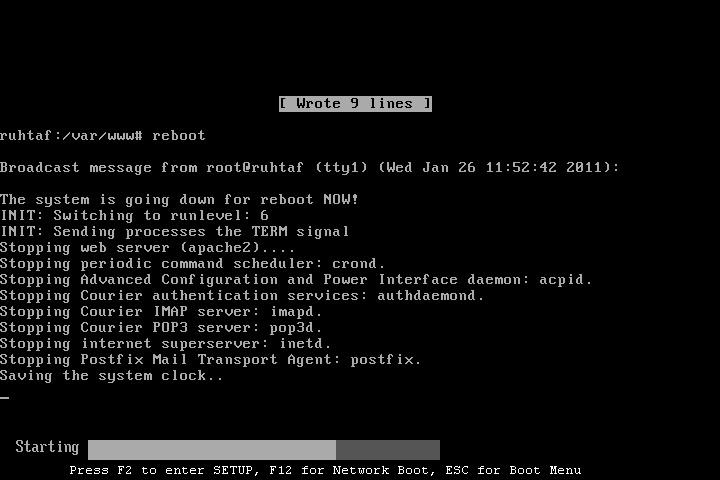 [ Wrote 9 lines ]
ruhtaf:/var/www# reboot
Broadcast message from root@ruhtaf (tty1) (Wed Jan 26 11:52:42 2011):
The system is going down for reboot NOW!
INIT: Switching to runlevel: 6
INIT: Sending processes the TERM signal
Stopping web server (apache2)....
Stopping periodic command scheduler: crond.
Stopping Advanced Configuration and Power Interface daemon: acpid.
Stopping Courier authentication services: authdaemond.
Stopping Courier IMAP server: imapd.
Stopping Courier POP3 server: pop3d.
Stopping internet superserver: inetd.
Stopping Postfix Mail Transport Agent: postfix.
Saving the system clock..
_
Starting
Press F2 to enter SETUP, F12 for Network Boot, ESC for Boot Menu